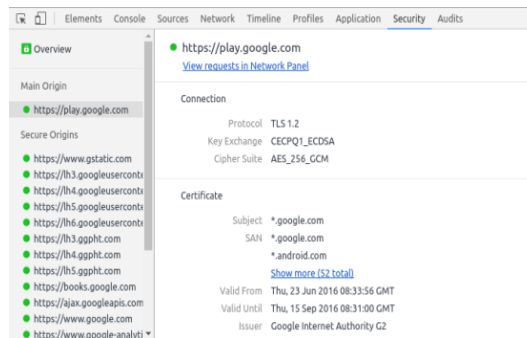 Elements Console Sources Network Timeline Profiles Application Security Audits
Overview
Main Origin
https://play.google.com
Secure Origins
https://www.gstatic.com
https://lh3.googleuserconte
https://lh4.googleuserconte
https://lh5.googleuserconte
https://lh6.googleuserconte
https://lh3.ggpht.com
https://lh4.ggpht.com
https://lh5.ggpht.com
https://books.google.com
https://ajax.googleapis.com
https://www.google.com
https://www.google-analyti
https://play.google.com
View requests in Network Panel
Connection
Protocol TLS 1.2
Key Exchange CECPQ1_ECDSA
Cipher Suite AES_256_GCM
Certificate
Subject *.google.com
SAN *.google.com
*.android.com
Show more (52 total)
Valid From Thu, 23 Jun 2016 08:33:56 GMT
Valid Until Thu, 15 Sep 2016 08:31:00 GMT
Issuer Google Internet Authority G2